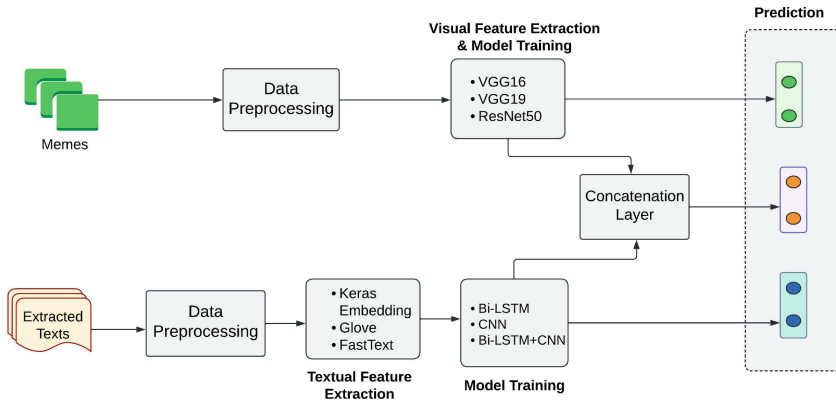 Prediction
Visual Feature Extraction
& Model Training
Memes
Data
Preprocessing
• VGG16
• VGG19
• ResNet50
Concatenation
Layer
Extracted
Texts
Data
Preprocessing
• Keras
Embedding
• Glove
• FastText
Textual Feature
Extraction
• Bi-LSTM
• CNN
• Bi-LSTM+CNN
Model Training